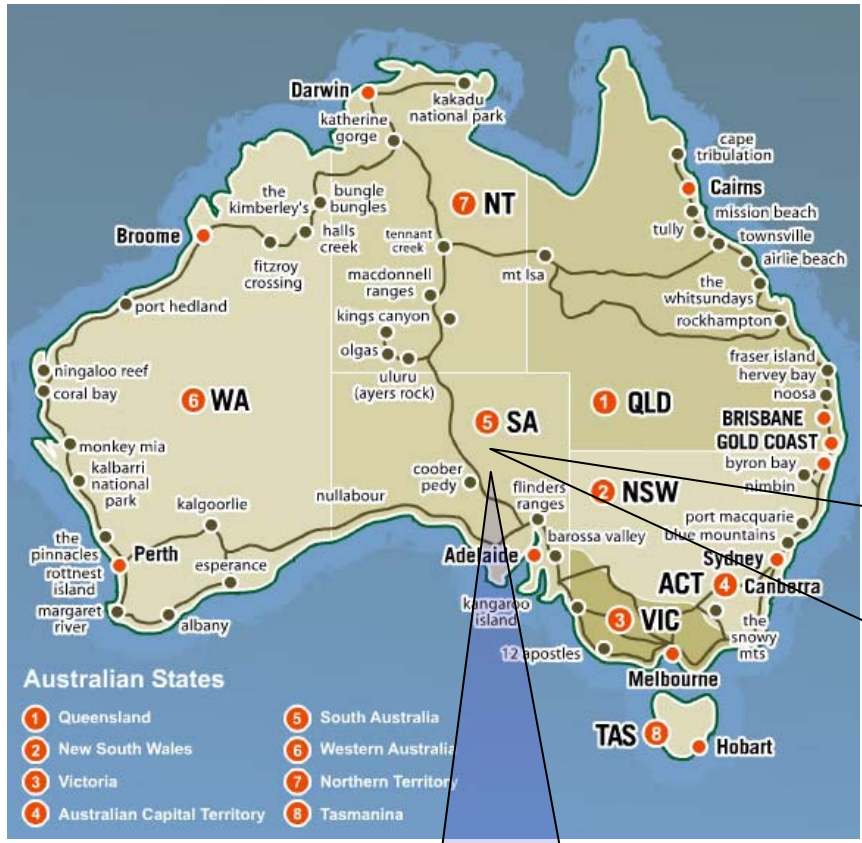 Darwin
kakadu
national park
katherine
gorge
cape
tribulation
7 NT
Cairns
the
kimberley's
bungle
bungles
mission beach
Broome
halls
creek
tennant
creek
tully
townsville
airlie beach
fitzroy
crossing
macdonnell
ranges
mt lsa
the
whitsundays
port hedland
kings canyon
rockhampton
olgas
uluru
(ayers rock)
fraser island
hervey bay
noosa
ningaloo reef
coral bay
6 WA
5 SA
1 QLD
BRISBANE
GOLD COAST
monkey mia
byron bay
nimbin
kalbarri
national
park
coober
pedy
flinders
ranges
2 NSW
kalgoorlie
nullabour
port macquarie
blue mountains
the
pinnacles
Perth
rottnest
island
esperance
Adelaide
barossa valley
Sydney
ACT 4 Canberra
margaret
river
albany
kangaroo
island
3 VIC
the
snowy
mts
12 apostles
Melbourne
TAS 8
Hobart
Australian States
1 Queensland
2 New South Wales
3 Victoria
4 Australian Capital Territory
5 South Australia
6 Western Australia
7 Northern Territory
8 Tasmanina